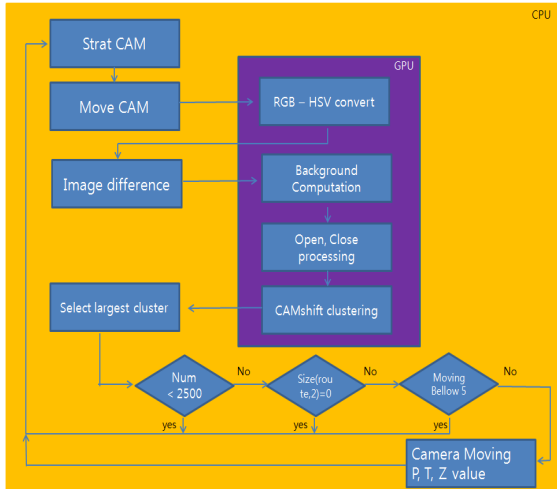 CPU
Strat CAM
GPU
Move CAM
RGB – HSV convert
Image difference
Background
Computation
Open, Close
processing
Select largest cluster
CAMshift clustering
Num
< 2500
No
Size(rou
te,2)=0
No
Moving
Bellow 5
No
yes
yes
yes
Camera Moving
P, T, Z value